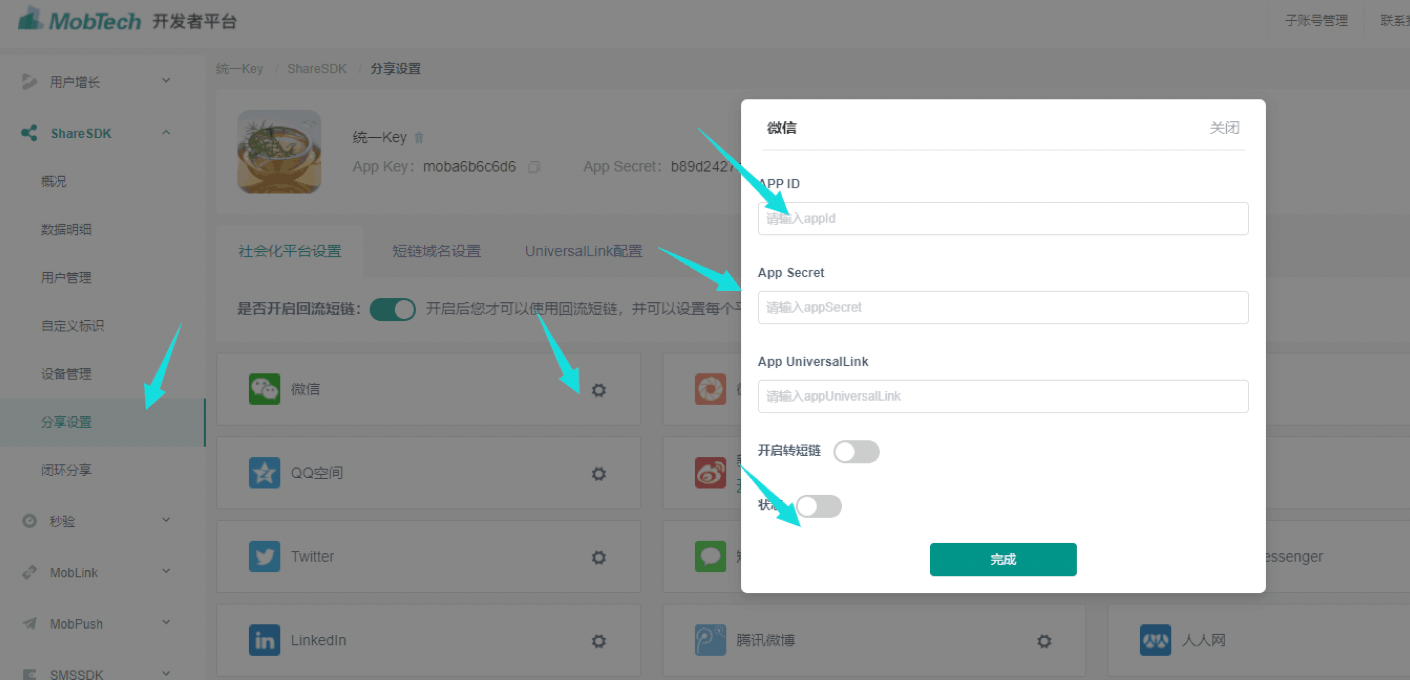 MobTech 开发者平台
子账号管理
联系
用户增长
统一Key / ShareSDK / 分享设置
ShareSDK
概况
数据明细
用户管理
自定义标识
设备管理
分享设置
闭环分享
秒验
MobLink
MobPush
SMSSDK
统一Key
App Key： moba6b6c6d6
App Secret： b89d2427
社会化平台设置
短链域名设置
UniversalLink配置
是否开启回流短链：
开启后您才可以使用回流短链，并可以设置每个平
微信
QQ空间
Twitter
essenger
LinkedIn
腾讯微博
人人网
微信
关闭
APP ID
请输入appId
App Secret
请输入appSecret
App UniversalLink
请输入appUniversalLink
开启转短链
状态
完成